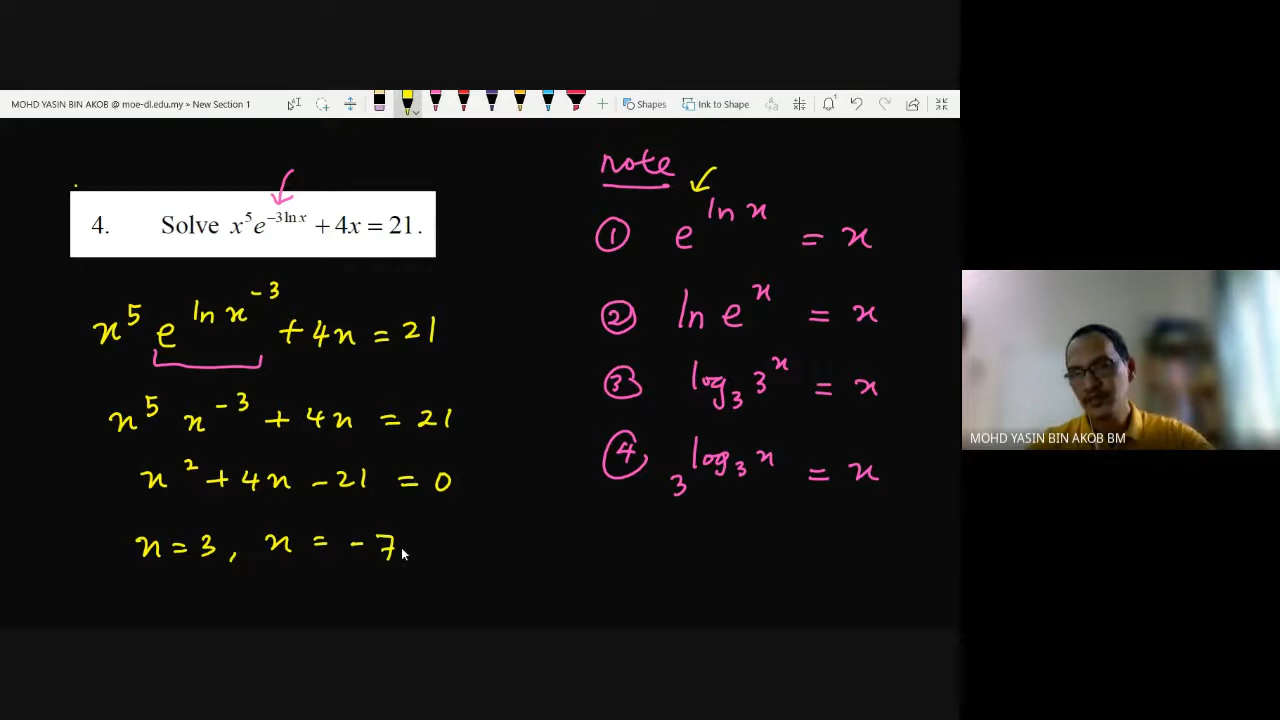 MOHD YASIN BIN AKOB @ moe-dl.edu.my » New Section 1
Shapes
Ink to Shape
4. Solve x⁵e^(−3 ln x) + 4x = 21.
x⁵ e^(ln x⁻³) + 4x = 21
x⁵ x⁻³ + 4x = 21
x² + 4x − 21 = 0
x = 3, x = −7
note
① e^(ln x) = x
② ln e^x = x
③ log₃ 3^x = x
④ 3^(log₃ x) = x
MOHD YASIN BIN AKOB BM